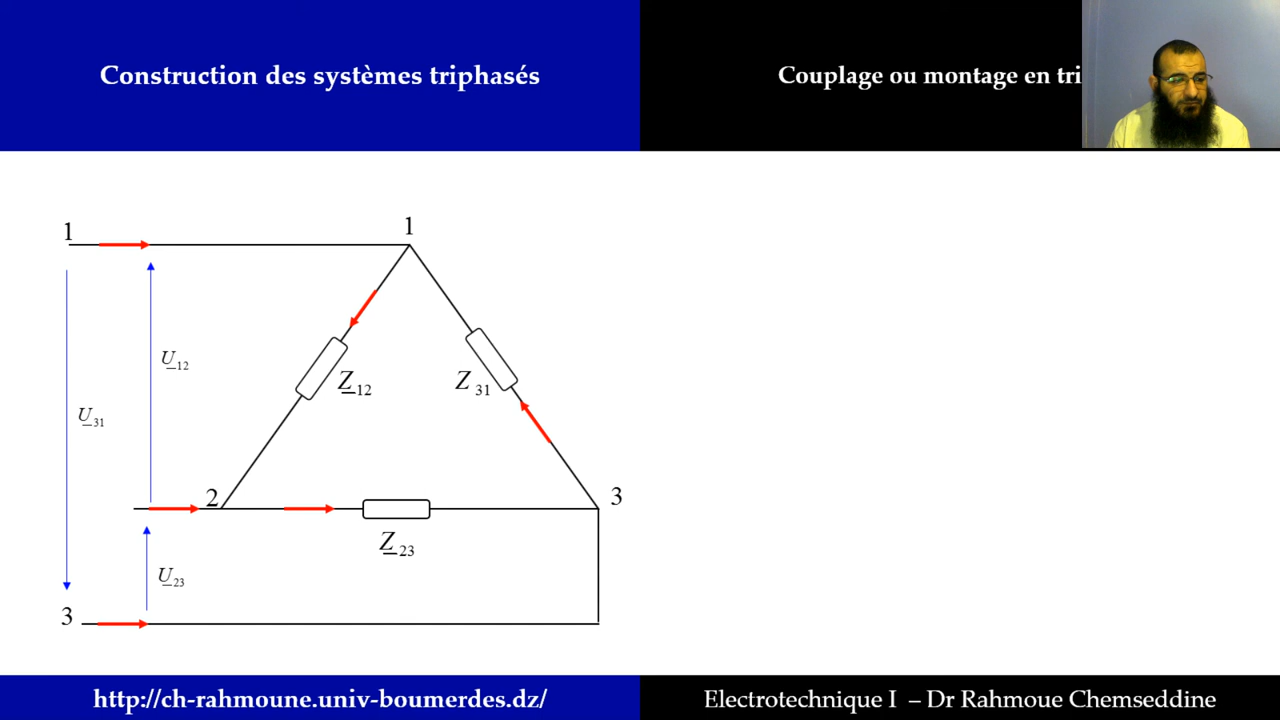 Construction des systèmes triphasés
Couplage ou montage en tri
1
1
U12
U31
Z12
Z 31
2
3
Z23
U23
3
http://ch-rahmoune.univ-boumerdes.dz/
Electrotechnique I – Dr Rahmoue Chemseddine